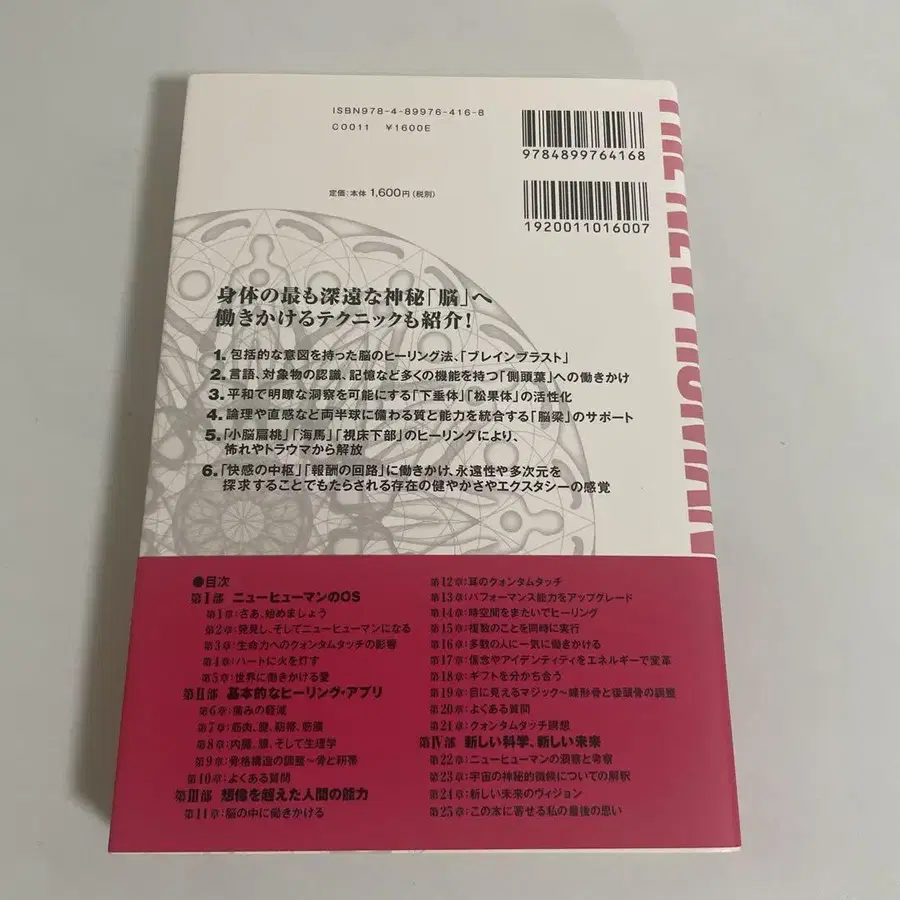 ISBN978-4-89976-416-8
C0011 ¥1600E
9784899764168
定価:本体 1,600円(税別)
1920011016007
身体の最も深遠な神秘「脳」へ
働きかけるテクニックも紹介!
1. 包括的な意図を持った脳のヒーリング法、「ブレインブラスト」
2. 言語、対象物の認識、記憶など多くの機能を持つ「側頭葉」への働きかけ
3. 平和で明瞭な洞察を可能にする「下垂体」「松果体」の活性化
4. 論理や直感など両半球に備わる質と能力を統合する「脳梁」のサポート
5. 「小脳扁桃」「海馬」「視床下部」のヒーリングにより、
怖れやトラウマから解放
6. 「快感の中枢」「報酬の回路」に働きかけ、永遠性や多次元を
探求することでもたらされる存在の健やかさやエクスタシーの感覚
●目次
第Ⅰ部 ニューヒューマンのOS
第1章:さあ、始めましょう
第2章:発見し、そしてニューヒューマンになる
第3章:生命力へのクォンタムタッチの影響
第4章:ハートに火を灯す
第5章:世界に働きかける愛
第Ⅱ部 基本的なヒーリング・アプリ
第6章:痛みの軽減
第7章:筋肉、腱、靭帯、筋膜
第8章:内臓、腺、そして生理学
第9章:骨格構造の調整〜骨と靭帯
第10章:よくある質問
第Ⅲ部 想像を超えた人間の能力
第11章:脳の中に働きかける
第12章:耳のクォンタムタッチ
第13章:パフォーマンス能力をアップグレード
第14章:時空間をまたいでヒーリング
第15章:複数のことを同時に実行
第16章:多数の人に一気に働きかける
第17章:信念やアイデンティティをエネルギーで変革
第18章:ギフトを分かち合う
第19章:目に見えるマジック〜蝶形骨と後頭骨の調整
第20章:よくある質問
第21章:クォンタムタッチ瞑想
第Ⅳ部 新しい科学、新しい未来
第22章:ニューヒューマンの洞察と考察
第23章:宇宙の神秘的徴候についての解釈
第24章:新しい未来のヴィジョン
第25章:この本に寄せる私の最後の思い